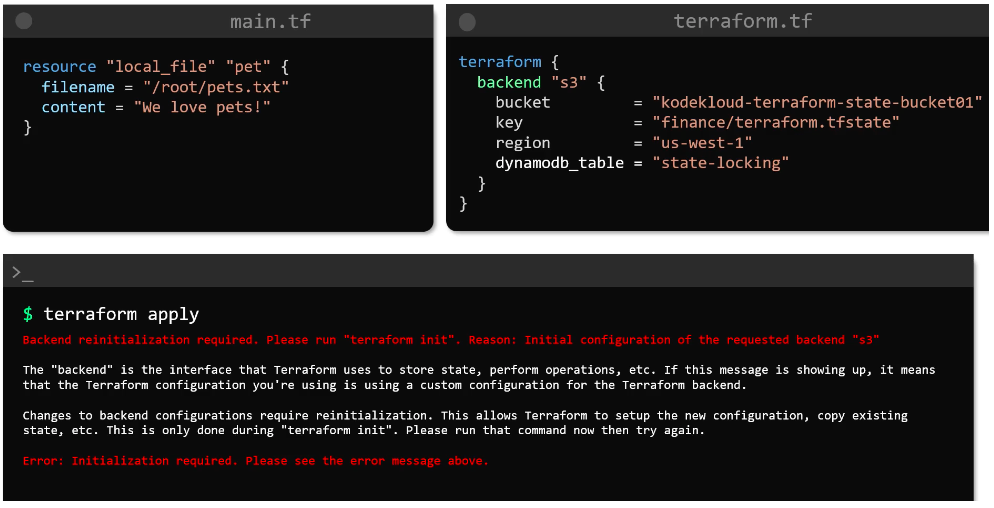 main.tf
resource "local_file" "pet" {
  filename = "/root/pets.txt"
  content = "We love pets!"
}
terraform.tf
terraform {
  backend "s3" {
    bucket         = "kodekloud-terraform-state-bucket01"
    key            = "finance/terraform.tfstate"
    region         = "us-west-1"
    dynamodb_table = "state-locking"
  }
}
>_
$ terraform apply
Backend reinitialization required. Please run "terraform init". Reason: Initial configuration of the requested backend "s3"
The "backend" is the interface that Terraform uses to store state, perform operations, etc. If this message is showing up, it means
that the Terraform configuration you're using is using a custom configuration for the Terraform backend.
Changes to backend configurations require reinitialization. This allows Terraform to setup the new configuration, copy existing
state, etc. This is only done during "terraform init". Please run that command now then try again.
Error: Initialization required. Please see the error message above.